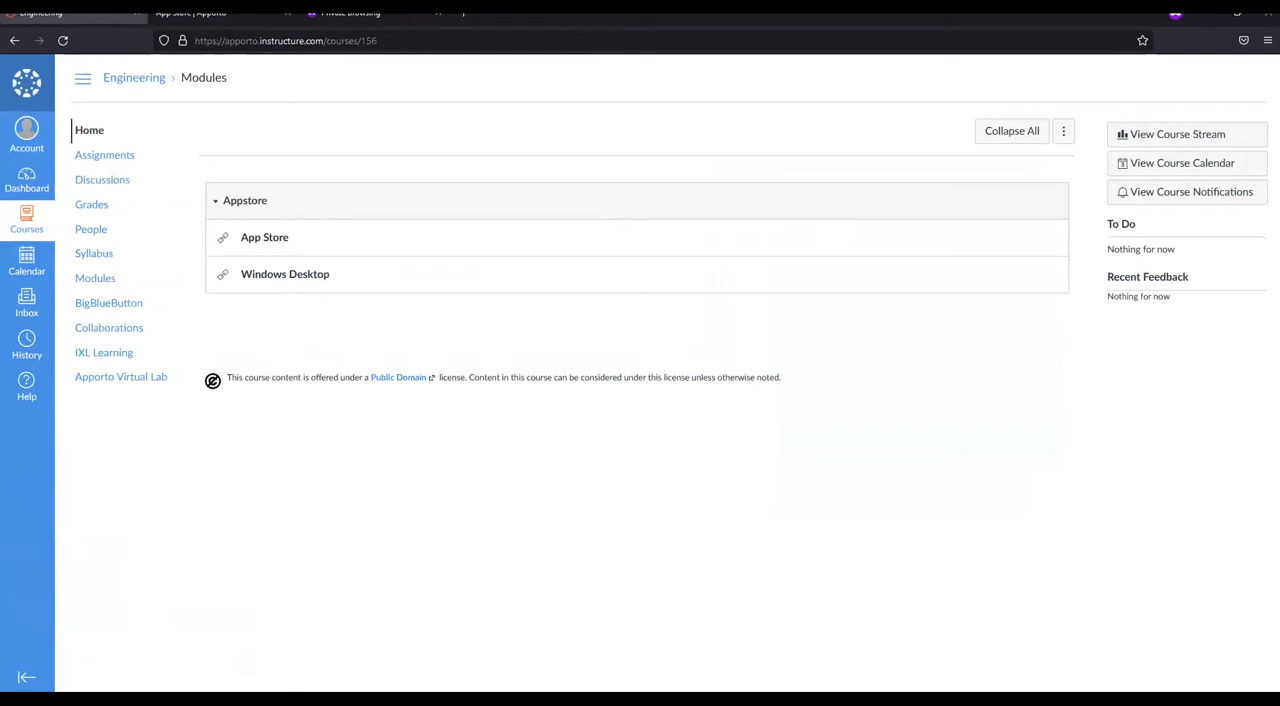 Engineering
App Store | Apporto
Private Browsing
https://apporto.instructure.com/courses/156
Engineering › Modules
Account
Dashboard
Courses
Calendar
Inbox
History
Help
Home
Assignments
Discussions
Grades
People
Syllabus
Modules
BigBlueButton
Collaborations
IXL Learning
Apporto Virtual Lab
Collapse All
Appstore
App Store
Windows Desktop
This course content is offered under a Public Domain license. Content in this course can be considered under this license unless otherwise noted.
View Course Stream
View Course Calendar
View Course Notifications
To Do
Nothing for now
Recent Feedback
Nothing for now